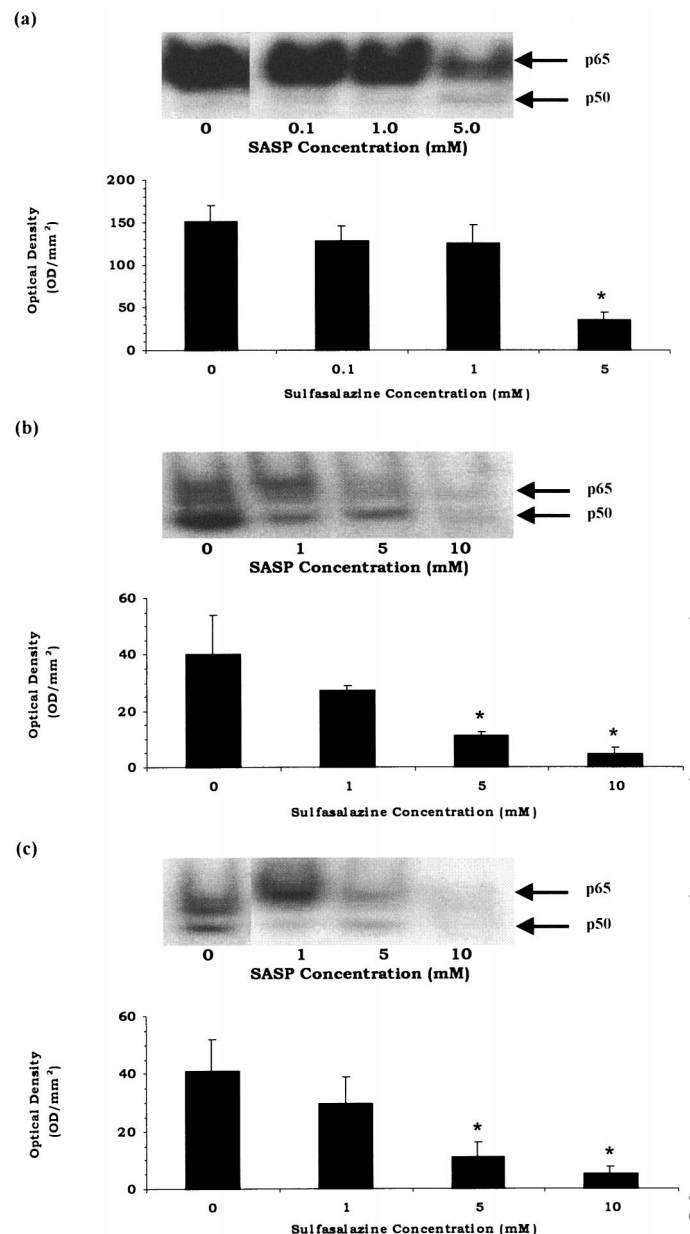 (a)
p65
p50
0 0.1 1.0 5.0
SASP Concentration (mM)
200
150
100
50
0
Optical Density
(OD/mm²)
*
0 0.1 1 5
Sulfasalazine Concentration (mM)
(b)
p65
p50
0 1 5 10
SASP Concentration (mM)
60
40
20
0
Optical Density
(OD/mm²)
* *
0 1 5 10
Sulfasalazine Concentration (mM)
(c)
p65
p50
0 1 5 10
SASP Concentration (mM)
60
40
20
0
Optical Density
(OD/mm²)
* *
0 1 5 10
Sulfasalazine Concentration (mM)